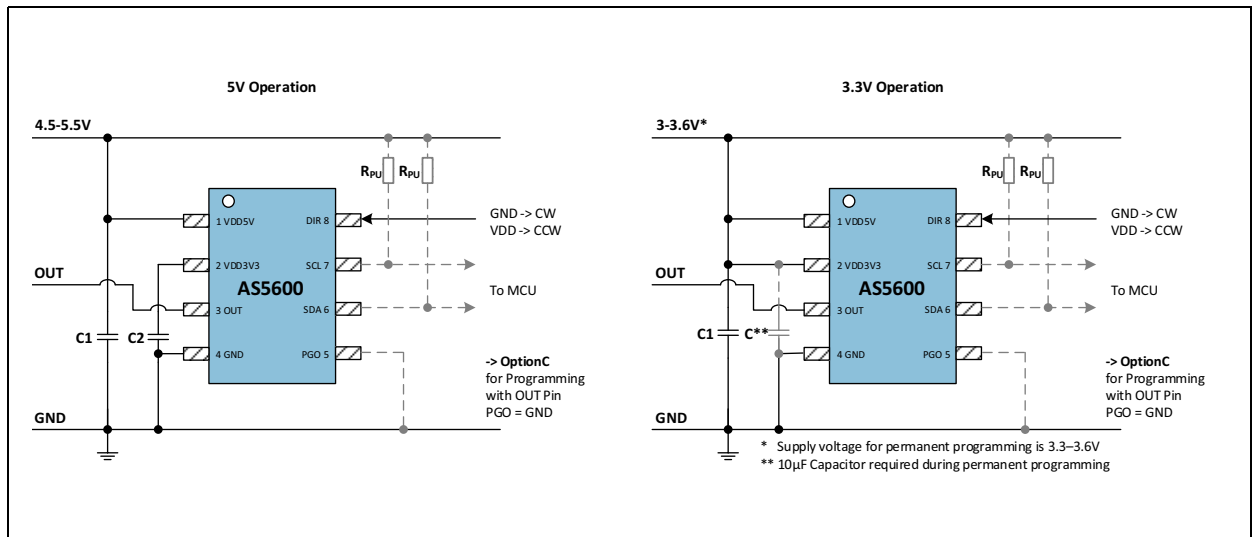 5V Operation
4.5-5.5V
RPU RPU
1 VDD5V
DIR 8
GND -> CW
VDD -> CCW
2 VDD3V3
SCL 7
OUT
AS5600
To MCU
3 OUT
SDA 6
C1
C2
4 GND
PGO 5
-> OptionC
for Programming
with OUT Pin
PGO = GND
GND
3.3V Operation
3-3.6V*
RPU RPU
1 VDD5V
DIR 8
GND -> CW
VDD -> CCW
2 VDD3V3
SCL 7
OUT
AS5600
To MCU
3 OUT
SDA 6
C1
C**
4 GND
PGO 5
-> OptionC
for Programming
with OUT Pin
PGO = GND
GND
* Supply voltage for permanent programming is 3.3–3.6V
** 10µF Capacitor required during permanent programming